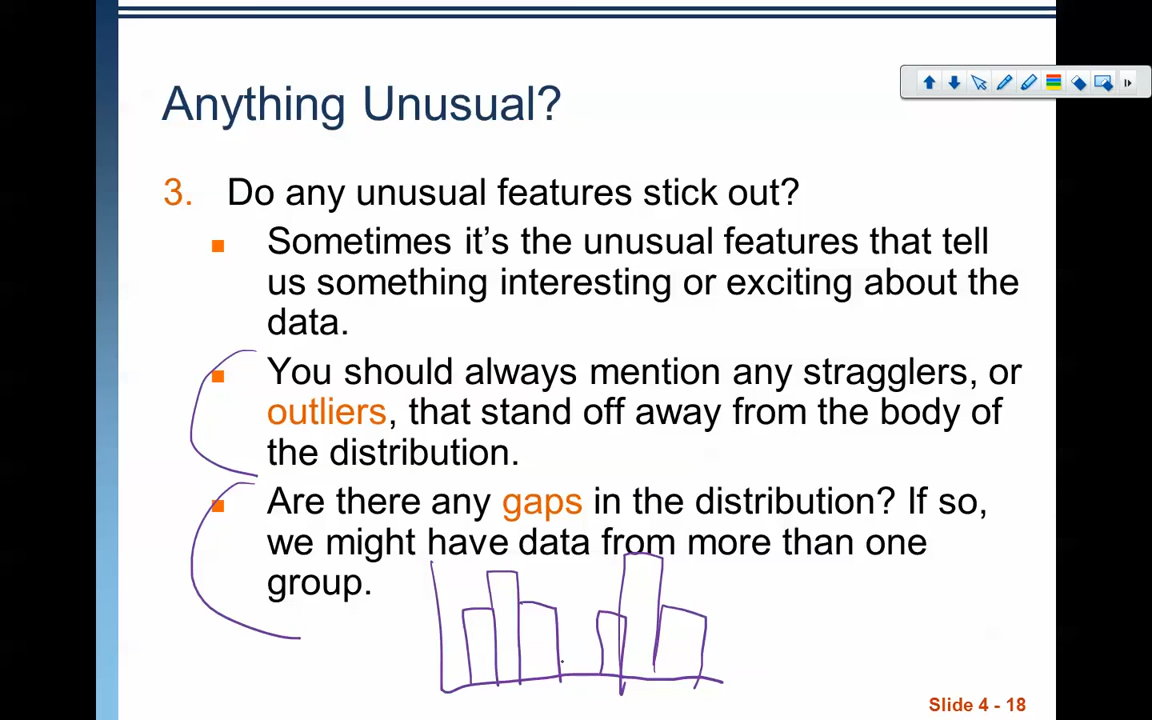 Anything Unusual?
3. Do any unusual features stick out?
Sometimes it’s the unusual features that tell
us something interesting or exciting about the
data.
You should always mention any stragglers, or
outliers, that stand off away from the body of
the distribution.
Are there any gaps in the distribution? If so,
we might have data from more than one
group.
Slide 4 - 18